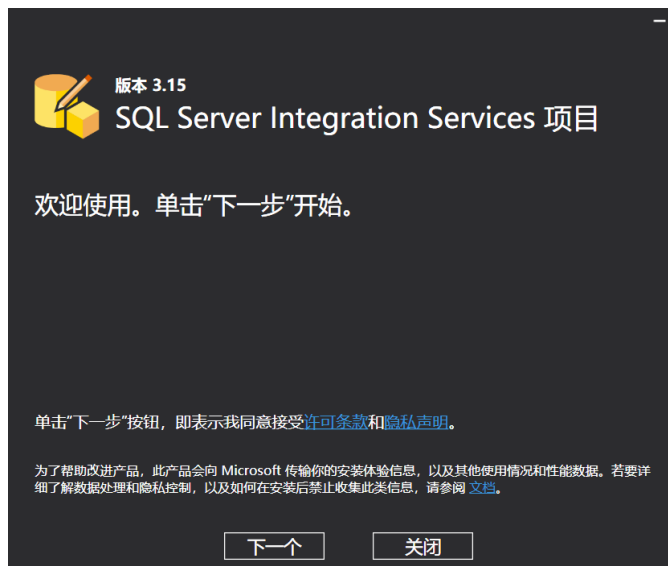 版本 3.15
SQL Server Integration Services 项目
欢迎使用。单击“下一步”开始。
单击“下一步”按钮，即表示我同意接受许可条款和隐私声明。
为了帮助改进产品，此产品会向 Microsoft 传输你的安装体验信息，以及其他使用情况和性能数据。若要详
细了解数据处理和隐私控制，以及如何在安装后禁止收集此类信息，请参阅 文档。
下一个
关闭